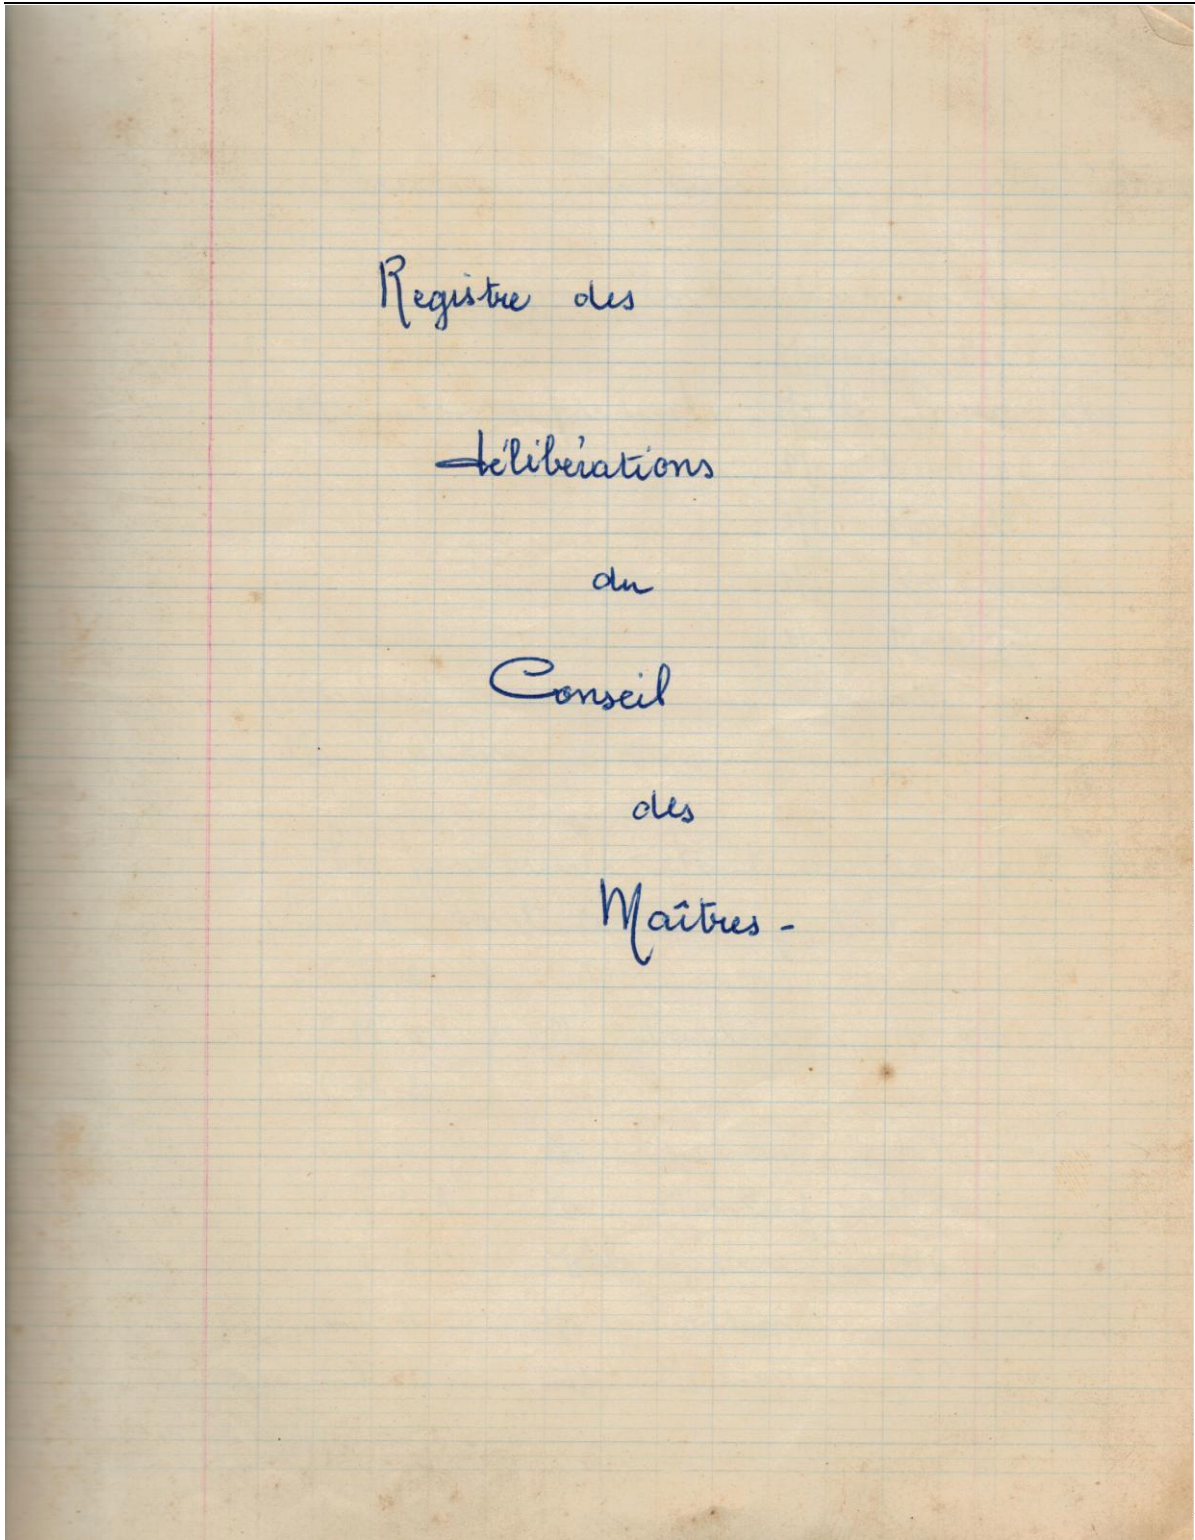 Registre des
délibérations
du
Conseil
des
Maîtres -